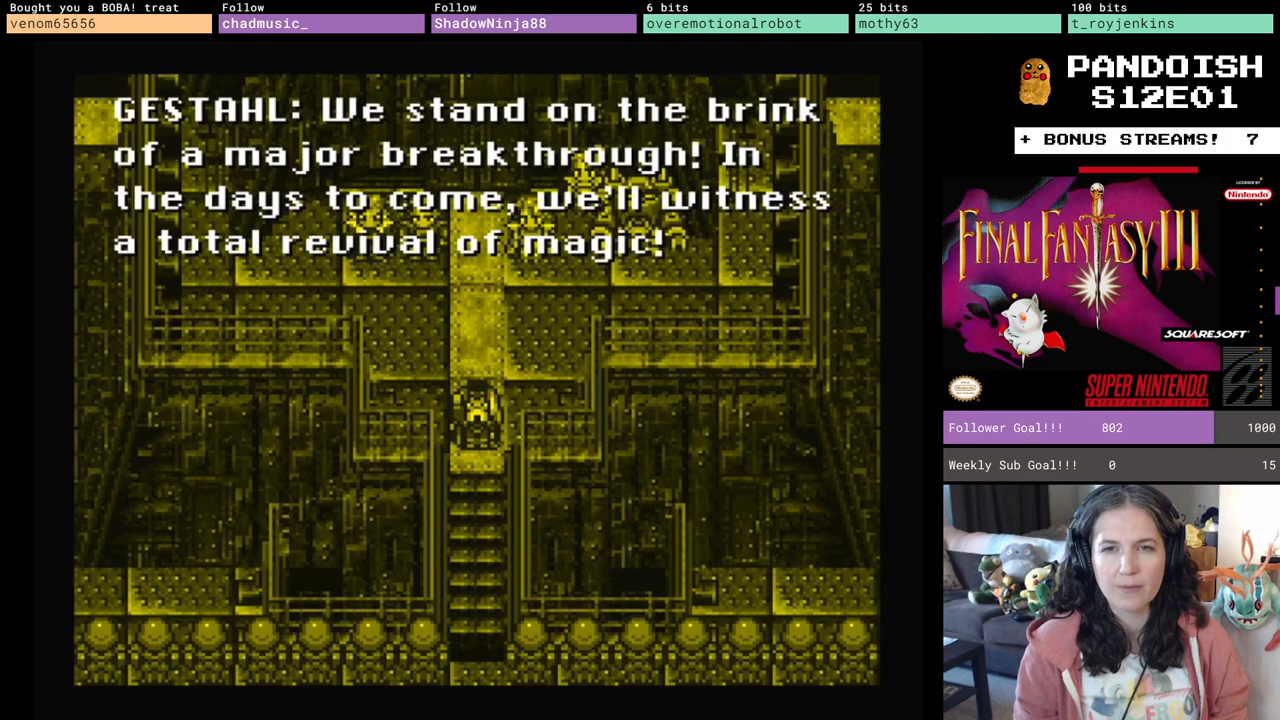 Bought you a BOBA! treat
venom65656
Follow
chadmusic_
Follow
ShadowNinja88
6 bits
overemotionalrobot
25 bits
mothy63
100 bits
t_royjenkins
GESTAHL: We stand on the brink
of a major breakthrough! In
the days to come, we'll witness
a total revival of magic!
PANDOISH
S12E01
+ BONUS STREAMS! 7
LICENSED BY
Nintendo
FINAL FANTASY III
SQUARESOFT
SUPER NINTENDO
ENTERTAINMENT SYSTEM
Follower Goal!!! 802 1000
Weekly Sub Goal!!! 0 15